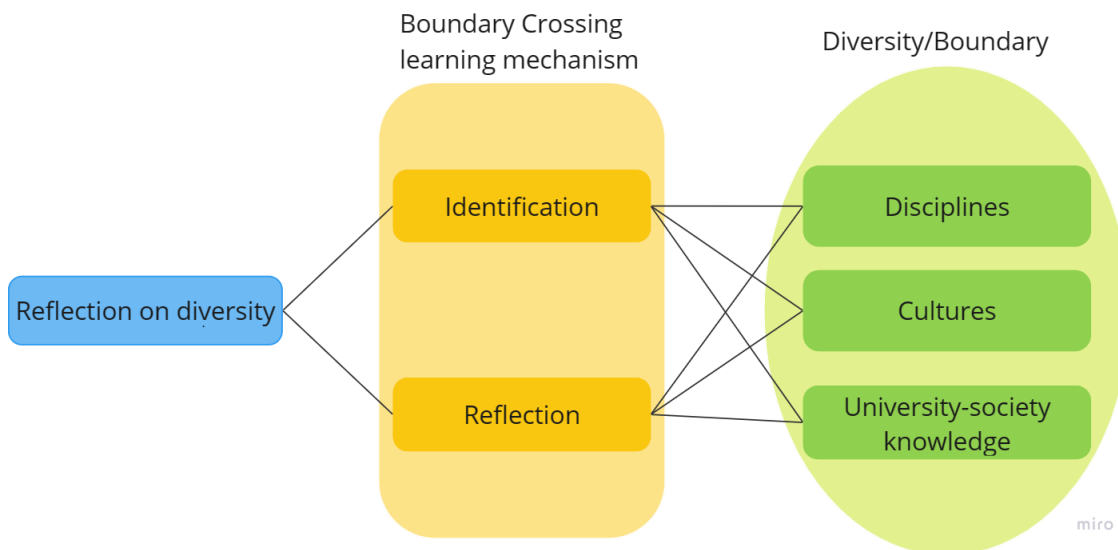 Boundary Crossing
learning mechanism
Diversity/Boundary
Identification
Disciplines
Reflection on diversity
Cultures
Reflection
University-society
knowledge
miro